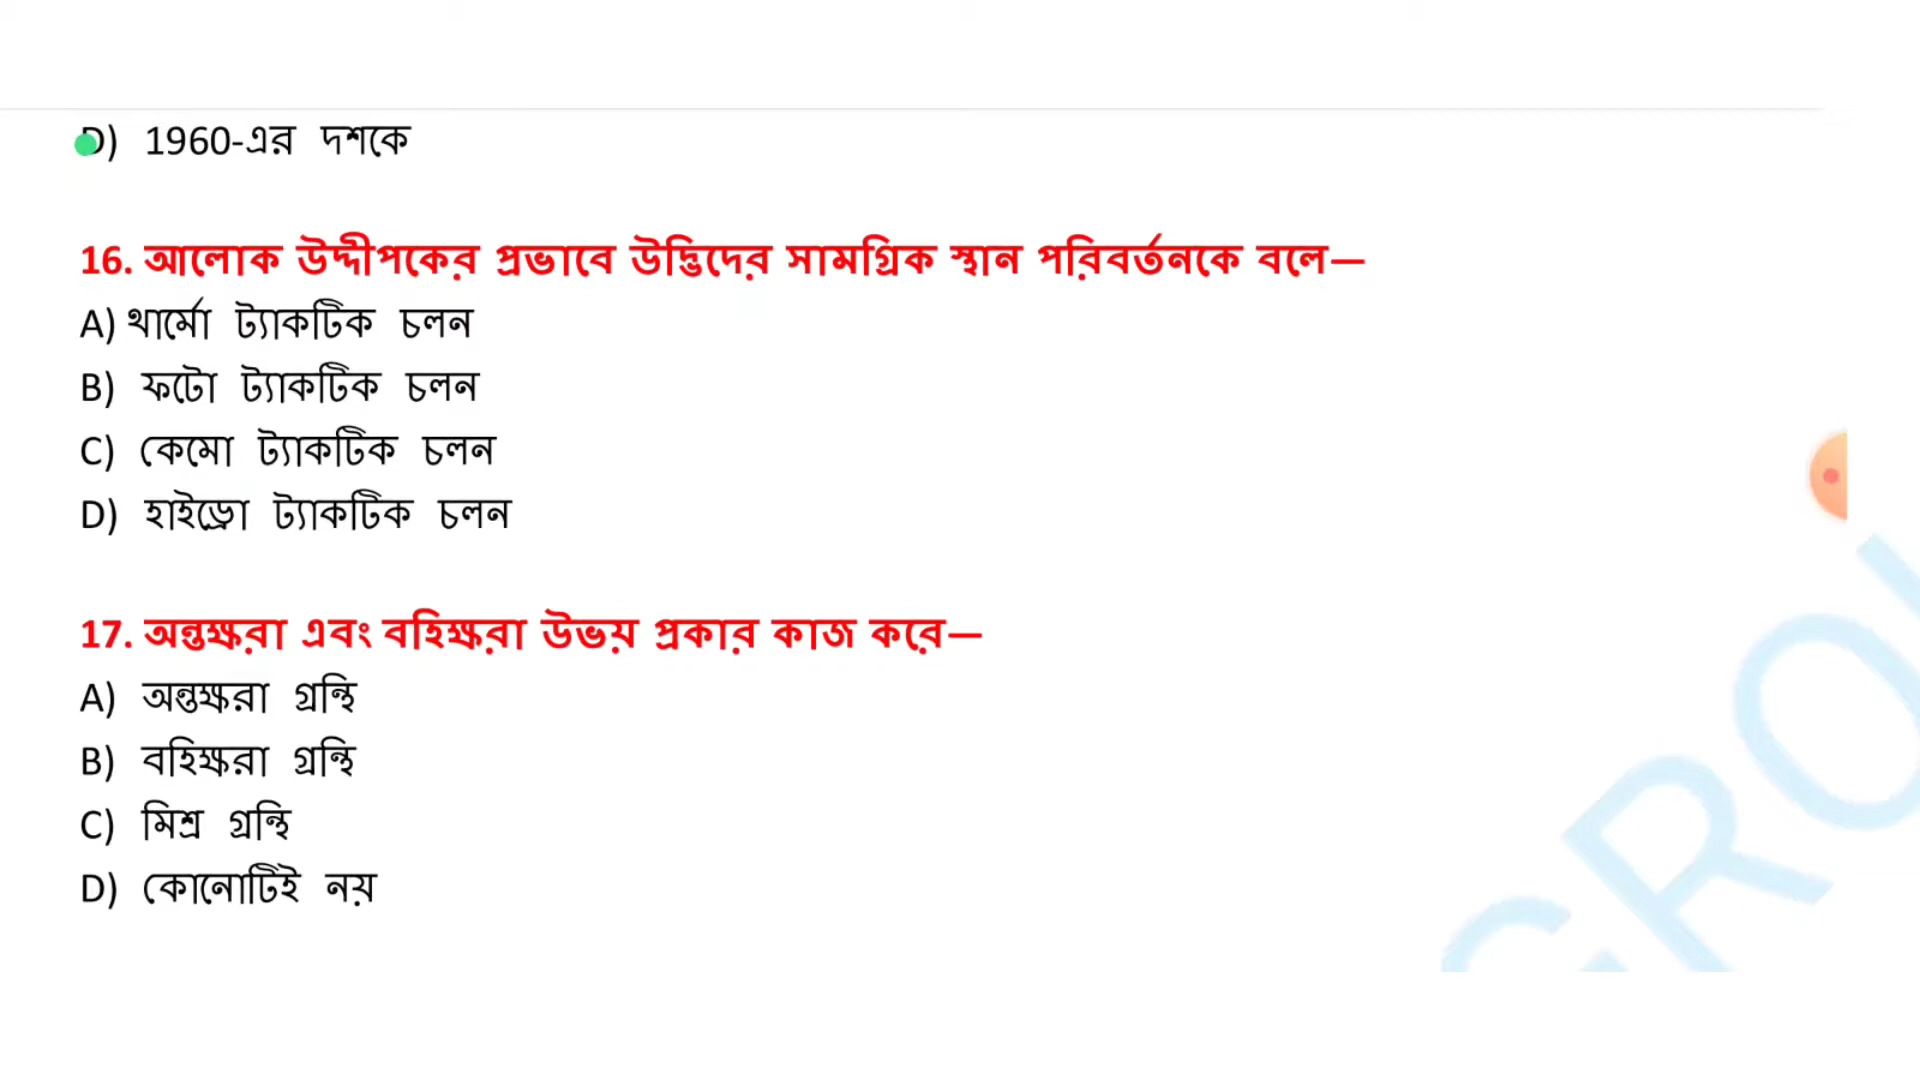 D) 1960-এর দশকে
16. আলোক উদ্দীপকের প্রভাবে উদ্ভিদের সামগ্রিক স্থান পরিবর্তনকে বলে—
A) থার্মো ট্যাকটিক চলন
B) ফটো ট্যাকটিক চলন
C) কেমো ট্যাকটিক চলন
D) হাইড্রো ট্যাকটিক চলন
17. অন্তক্ষরা এবং বহিক্ষরা উভয় প্রকার কাজ করে—
A) অন্তক্ষরা গ্রন্থি
B) বহিক্ষরা গ্রন্থি
C) মিশ্র গ্রন্থি
D) কোনোটিই নয়